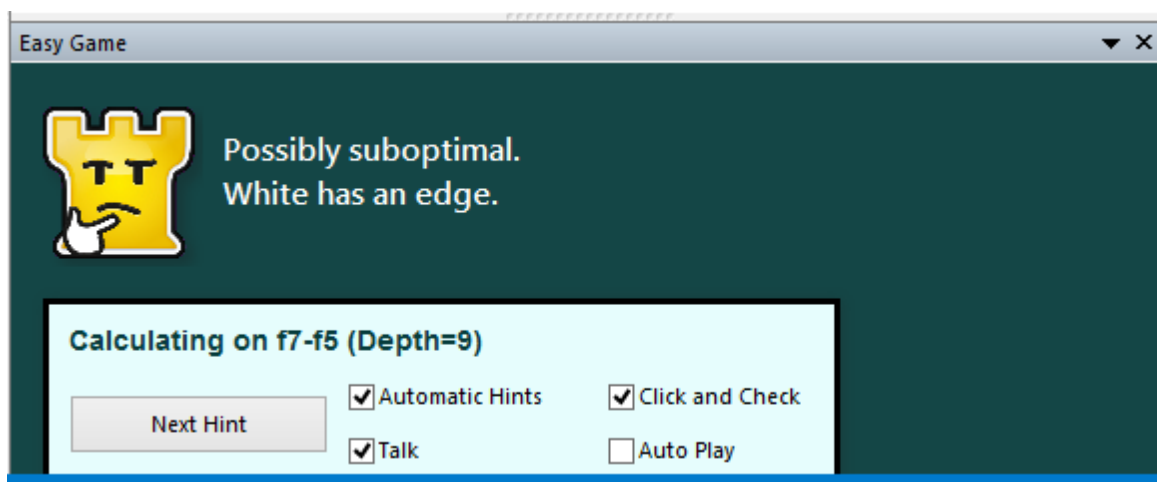 Easy Game
Possibly suboptimal.
White has an edge.
Calculating on f7-f5 (Depth=9)
Next Hint
Automatic Hints
Click and Check
Talk
Auto Play